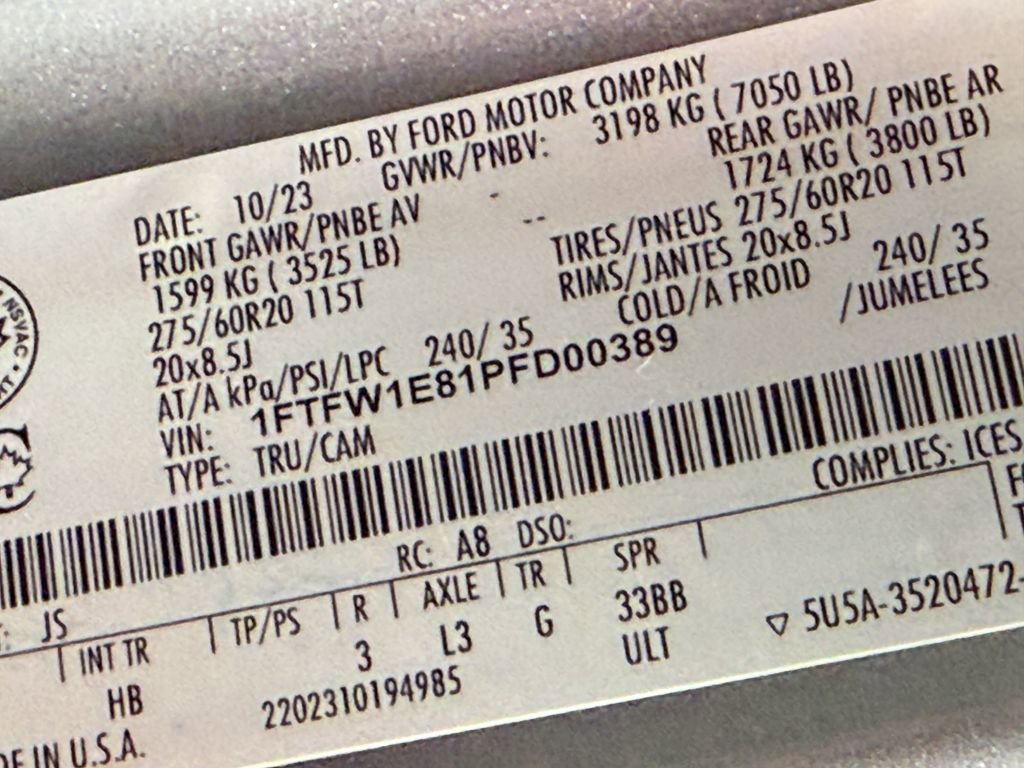 MFD. BY FORD MOTOR COMPANY
DATE: 10/23 GVWR/PNBV: 3198 KG ( 7050 LB)
FRONT GAWR/PNBE AV - REAR GAWR/ PNBE AR
1599 KG ( 3525 LB) -- 1724 KG ( 3800 LB)
275/60R20 115T TIRES/PNEUS 275/60R20 115T
20x8.5J RIMS/JANTES 20x8.5J
AT/A kPa/PSI/LPC 240/ 35 COLD/A FROID 240/ 35
VIN: 1FTFW1E81PFD00389 /JUMELEES
TYPE: TRU/CAM
NSVAC
COMPLIES: ICES
RC: A8 DSO:
JS
INT TR TP/PS R AXLE TR SPR
HB 3 L3 G 33BB
2202310194985 ULT
▽ 5U5A-3520472-
IN U.S.A.